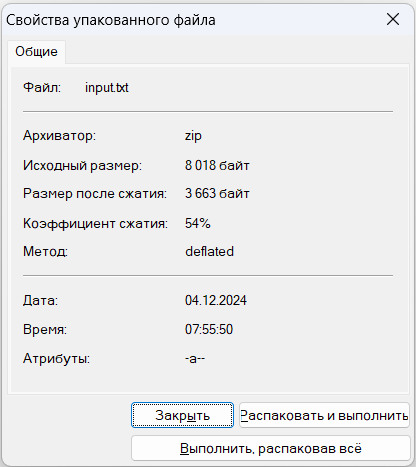 Свойства упакованного файла
Общие
Файл: input.txt
Архиватор: zip
Исходный размер: 8 018 байт
Размер после сжатия: 3 663 байт
Коэффициент сжатия: 54%
Метод: deflated
Дата: 04.12.2024
Время: 07:55:50
Атрибуты: -a--
Закрыть Распаковать и выполнить
Выполнить, распаковав всё